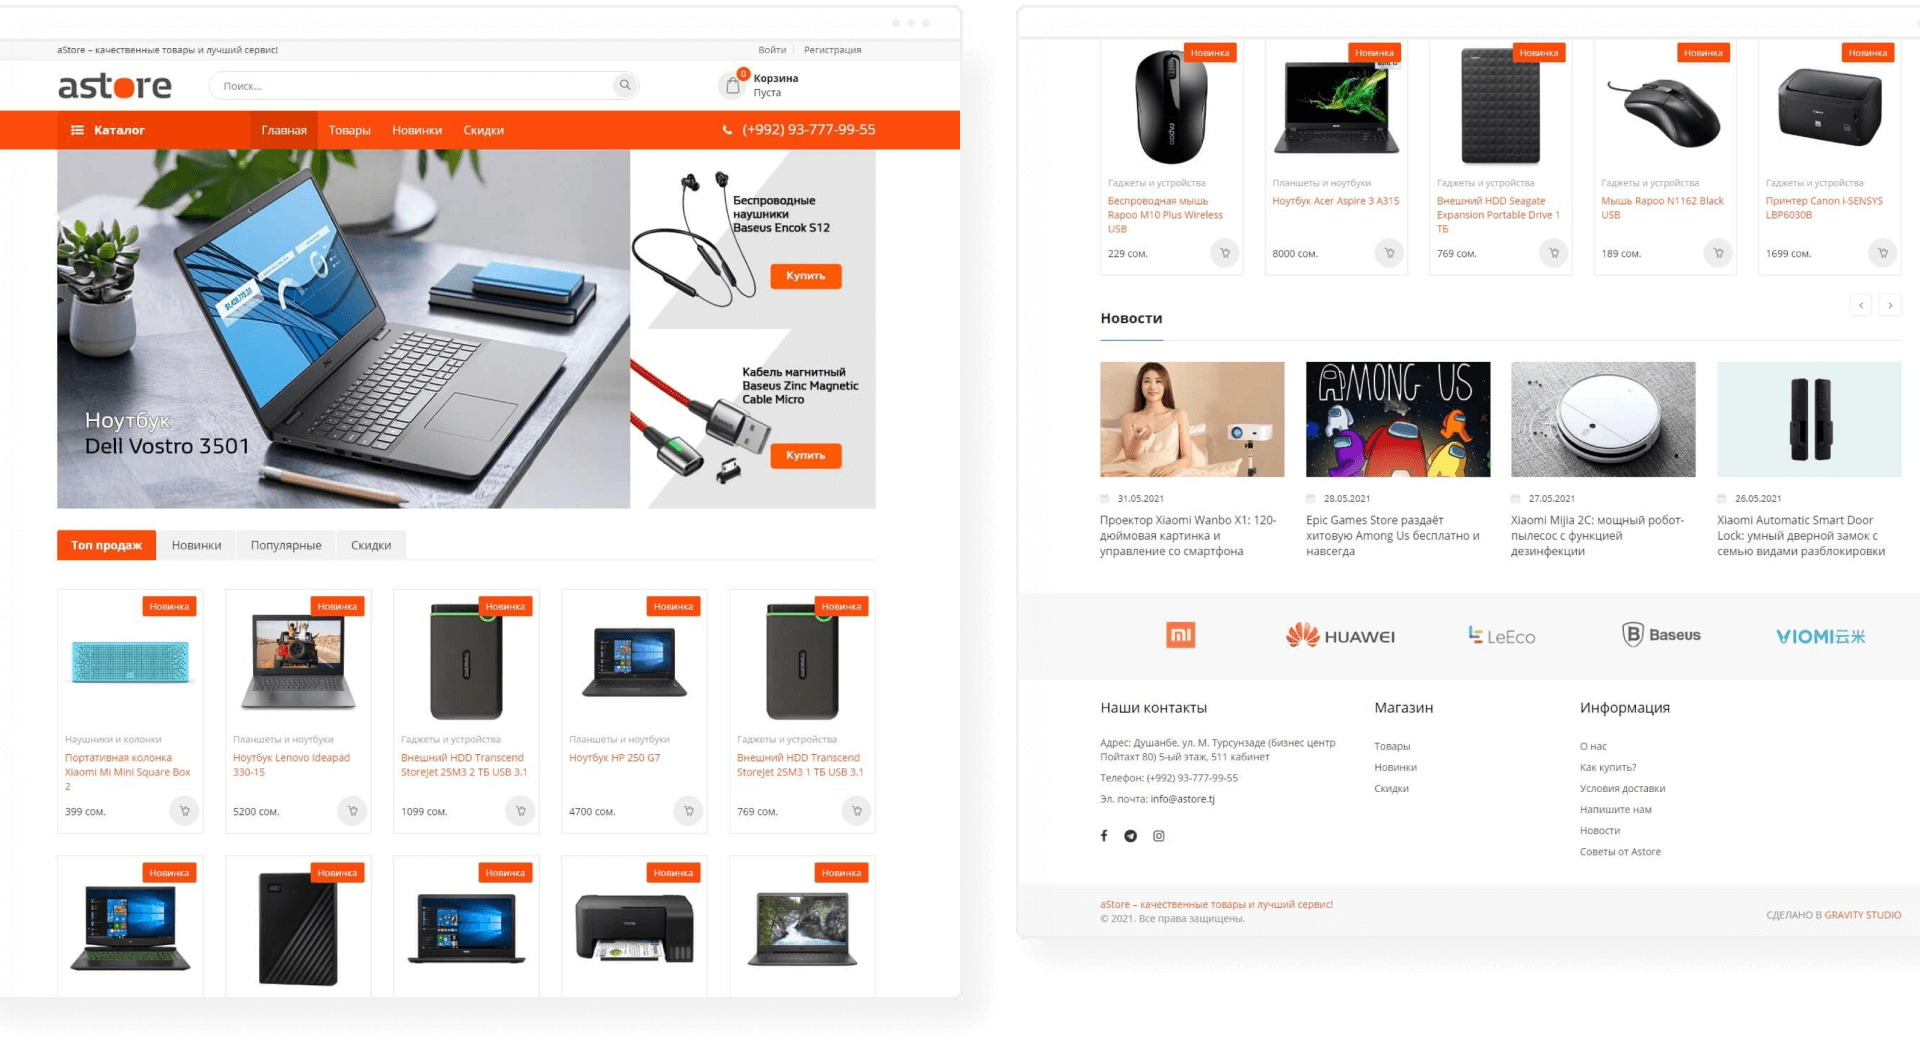 aStore – качественные товары и лучший сервис!
Войти
Регистрация
astore
Поиск...
0
Корзина
Пуста
Каталог
Главная
Товары
Новинки
Скидки
(+992) 93-777-99-55
Ноутбук
Dell Vostro 3501
Беспроводные
наушники
Baseus Encok S12
Купить
Кабель магнитный
Baseus Zinc Magnetic
Cable Micro
Купить
Топ продаж
Новинки
Популярные
Скидки
Новинка
Новинка
Новинка
Новинка
Новинка
Наушники и колонки
Портативная колонка
Xiaomi Mi Mini Square Box
2
399 сом.
Планшеты и ноутбуки
Ноутбук Lenovo Ideapad
330-15
5200 сом.
Гаджеты и устройства
Внешний HDD Transcend
StoreJet 25M3 2 ТБ USB 3.1
1099 сом.
Планшеты и ноутбуки
Ноутбук HP 250 G7
4700 сом.
Гаджеты и устройства
Внешний HDD Transcend
StoreJet 25M3 1 ТБ USB 3.1
769 сом.
Новинка
Новинка
Новинка
Новинка
Новинка
Новинка
Новинка
Новинка
Новинка
Новинка
rapoo
Гаджеты и устройства
Беспроводная мышь
Rapoo M10 Plus Wireless
USB
229 сом.
Планшеты и ноутбуки
Ноутбук Acer Aspire 3 A315
8000 сом.
Гаджеты и устройства
Внешний HDD Seagate
Expansion Portable Drive 1
ТБ
769 сом.
Гаджеты и устройства
Мышь Rapoo N1162 Black
USB
189 сом.
Гаджеты и устройства
Принтер Canon i-SENSYS
LBP6030B
1699 сом.
Новости
AMONG US
31.05.2021
Проектор Xiaomi Wanbo X1: 120-
дюймовая картинка и
управление со смартфона
28.05.2021
Epic Games Store раздаёт
хитовую Among Us бесплатно и
навсегда
27.05.2021
Xiaomi Mijia 2C: мощный робот-
пылесос с функцией
дезинфекции
26.05.2021
Xiaomi Automatic Smart Door
Lock: умный дверной замок с
семью видами разблокировки
mi
HUAWEI
LeEco
Baseus
VIOMI云米
Наши контакты
Адрес: Душанбе, ул. М. Турсунзаде (бизнес центр
Пойтахт 80) 5-ый этаж, 511 кабинет
Телефон: (+992) 93-777-99-55
Эл. почта: info@astore.tj
Магазин
Товары
Новинки
Скидки
Информация
О нас
Как купить?
Условия доставки
Напишите нам
Новости
Советы от Astore
aStore – качественные товары и лучший сервис!
© 2021. Все права защищены.
СДЕЛАНО В GRAVITY STUDIO